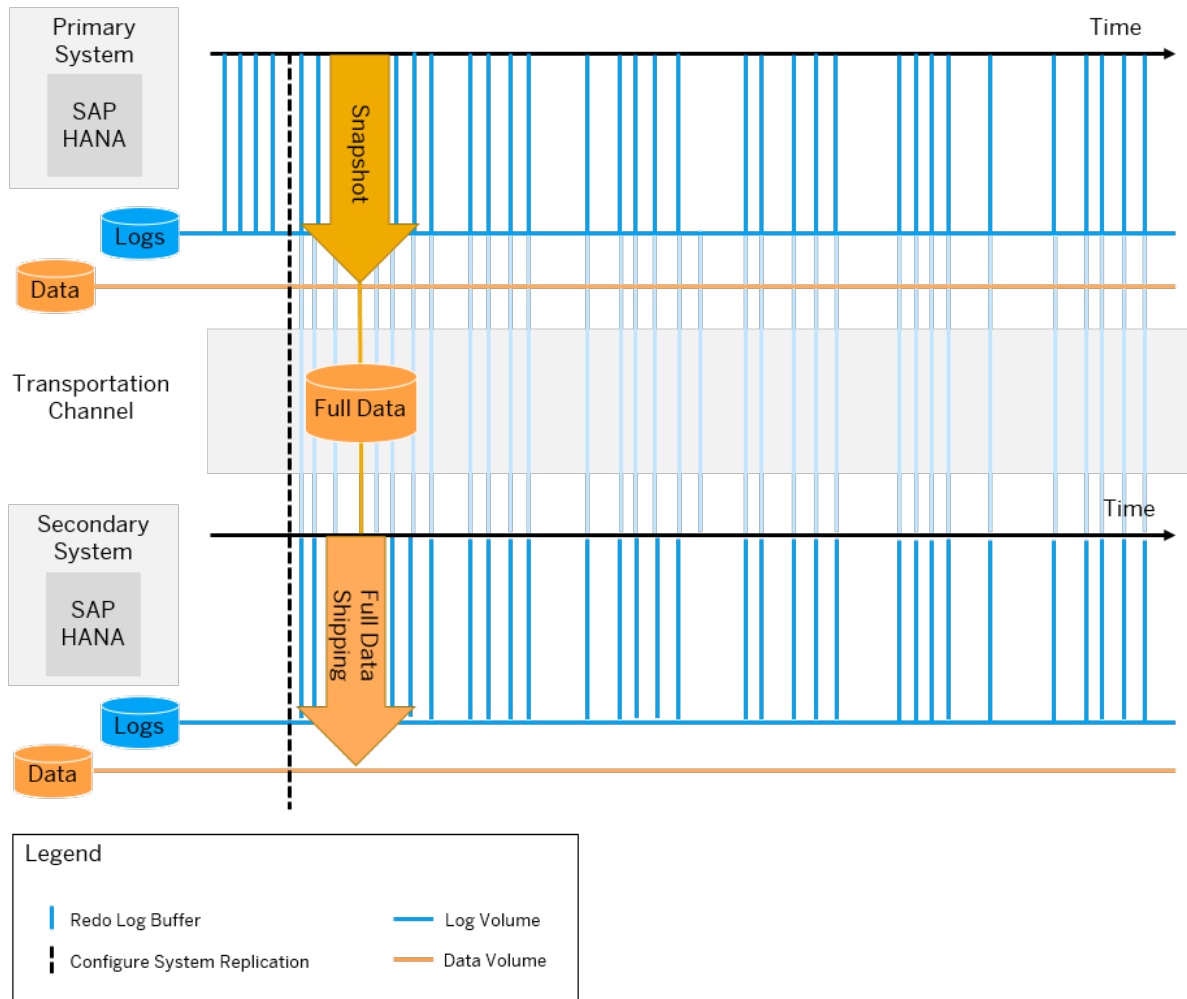 Primary
System
Time
SAP
HANA
Snapshot
Logs
Data
Transportation
Channel
Full Data
Secondary
System
Time
SAP
HANA
Full Data
Shipping
Logs
Data
Legend
Redo Log Buffer
Log Volume
Configure System Replication
Data Volume